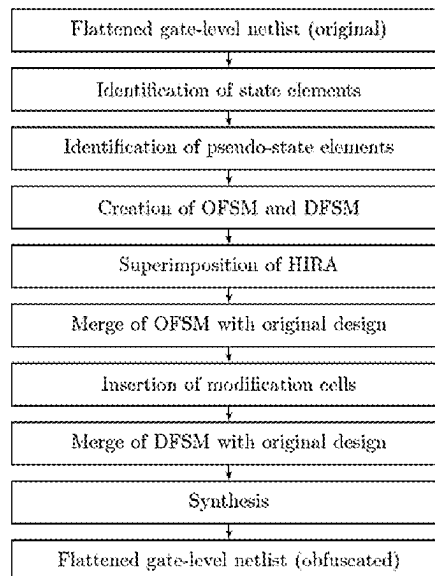 Flattened gate-level netlist (original)
Identification of state elements
Identification of pseudo-state elements
Creation of OFSM and DFSM
Superimposition of HIRA
Merge of OFSM with original design
Insertion of modification cells
Merge of DFSM with original design
Synthesis
Flattened gate-level netlist (obfuscated)